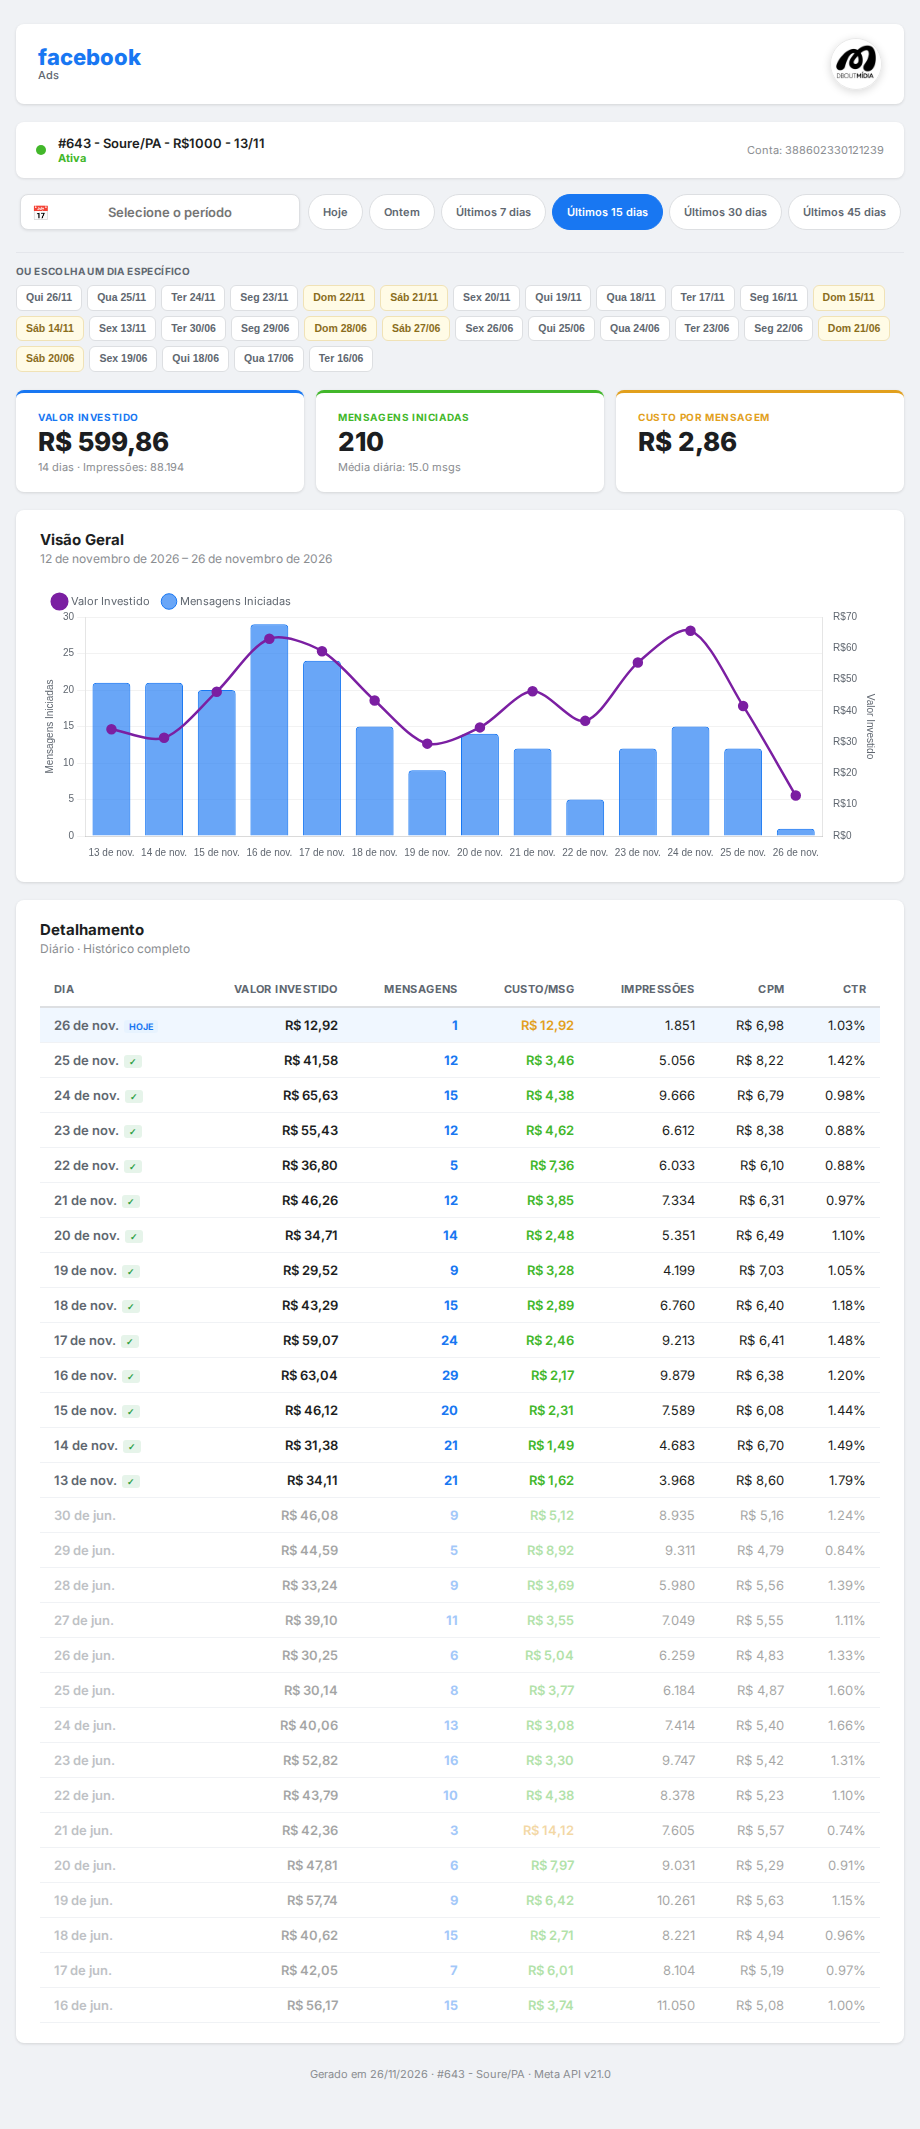 facebook
Ads
DBOUTMÍDIA
#643 - Soure/PA - R$1000 - 13/11
Ativa
Conta: 388602330121239
📅 Selecione o período Hoje Ontem Últimos 7 dias Últimos 15 dias Últimos 30 dias Últimos 45 dias
OU ESCOLHA UM DIA ESPECÍFICO
Qui 26/11 Qua 25/11 Ter 24/11 Seg 23/11 Dom 22/11 Sáb 21/11 Sex 20/11 Qui 19/11 Qua 18/11 Ter 17/11 Seg 16/11 Dom 15/11
Sáb 14/11 Sex 13/11 Ter 30/06 Seg 29/06 Dom 28/06 Sáb 27/06 Sex 26/06 Qui 25/06 Qua 24/06 Ter 23/06 Seg 22/06 Dom 21/06
Sáb 20/06 Sex 19/06 Qui 18/06 Qua 17/06 Ter 16/06
VALOR INVESTIDO
R$ 599,86
14 dias · Impressões: 88.194
MENSAGENS INICIADAS
210
Média diária: 15.0 msgs
CUSTO POR MENSAGEM
R$ 2,86
Visão Geral
12 de novembro de 2026 – 26 de novembro de 2026
Valor Investido Mensagens Iniciadas
Mensagens Iniciadas
30
25
20
15
10
5
0
R$70
R$60
R$50
R$40
R$30
R$20
R$10
R$0
Valor Investido
13 de nov. 14 de nov. 15 de nov. 16 de nov. 17 de nov. 18 de nov. 19 de nov. 20 de nov. 21 de nov. 22 de nov. 23 de nov. 24 de nov. 25 de nov. 26 de nov.
Detalhamento
Diário · Histórico completo
DIA VALOR INVESTIDO MENSAGENS CUSTO/MSG IMPRESSÕES CPM CTR
26 de nov. HOJE R$ 12,92 1 R$ 12,92 1.851 R$ 6,98 1.03%
25 de nov. ✓ R$ 41,58 12 R$ 3,46 5.056 R$ 8,22 1.42%
24 de nov. ✓ R$ 65,63 15 R$ 4,38 9.666 R$ 6,79 0.98%
23 de nov. ✓ R$ 55,43 12 R$ 4,62 6.612 R$ 8,38 0.88%
22 de nov. ✓ R$ 36,80 5 R$ 7,36 6.033 R$ 6,10 0.88%
21 de nov. ✓ R$ 46,26 12 R$ 3,85 7.334 R$ 6,31 0.97%
20 de nov. ✓ R$ 34,71 14 R$ 2,48 5.351 R$ 6,49 1.10%
19 de nov. ✓ R$ 29,52 9 R$ 3,28 4.199 R$ 7,03 1.05%
18 de nov. ✓ R$ 43,29 15 R$ 2,89 6.760 R$ 6,40 1.18%
17 de nov. ✓ R$ 59,07 24 R$ 2,46 9.213 R$ 6,41 1.48%
16 de nov. ✓ R$ 63,04 29 R$ 2,17 9.879 R$ 6,38 1.20%
15 de nov. ✓ R$ 46,12 20 R$ 2,31 7.589 R$ 6,08 1.44%
14 de nov. ✓ R$ 31,38 21 R$ 1,49 4.683 R$ 6,70 1.49%
13 de nov. ✓ R$ 34,11 21 R$ 1,62 3.968 R$ 8,60 1.79%
30 de jun. R$ 46,08 9 R$ 5,12 8.935 R$ 5,16 1.24%
29 de jun. R$ 44,59 5 R$ 8,92 9.311 R$ 4,79 0.84%
28 de jun. R$ 33,24 9 R$ 3,69 5.980 R$ 5,56 1.39%
27 de jun. R$ 39,10 11 R$ 3,55 7.049 R$ 5,55 1.11%
26 de jun. R$ 30,25 6 R$ 5,04 6.259 R$ 4,83 1.33%
25 de jun. R$ 30,14 8 R$ 3,77 6.184 R$ 4,87 1.60%
24 de jun. R$ 40,06 13 R$ 3,08 7.414 R$ 5,40 1.66%
23 de jun. R$ 52,82 16 R$ 3,30 9.747 R$ 5,42 1.31%
22 de jun. R$ 43,79 10 R$ 4,38 8.378 R$ 5,23 1.10%
21 de jun. R$ 42,36 3 R$ 14,12 7.605 R$ 5,57 0.74%
20 de jun. R$ 47,81 6 R$ 7,97 9.031 R$ 5,29 0.91%
19 de jun. R$ 57,74 9 R$ 6,42 10.261 R$ 5,63 1.15%
18 de jun. R$ 40,62 15 R$ 2,71 8.221 R$ 4,94 0.96%
17 de jun. R$ 42,05 7 R$ 6,01 8.104 R$ 5,19 0.97%
16 de jun. R$ 56,17 15 R$ 3,74 11.050 R$ 5,08 1.00%
Gerado em 26/11/2026 · #643 - Soure/PA · Meta API v21.0